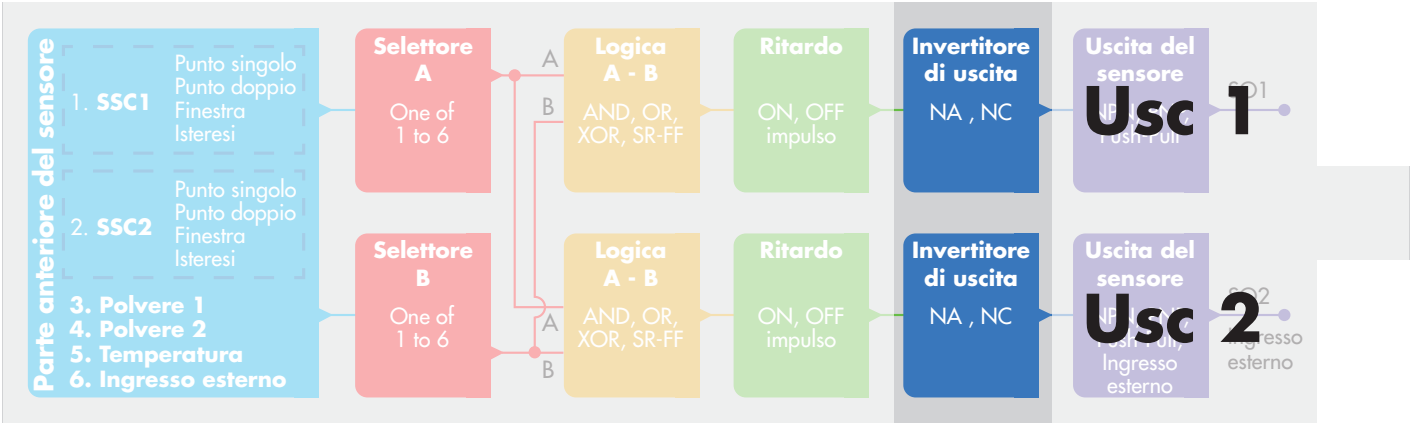 Parte anteriore del sensore
1. SSC1
Punto singolo
Punto doppio
Finestra
Isteresi
2. SSC2
Punto singolo
Punto doppio
Finestra
Isteresi
3. Polvere 1
4. Polvere 2
5. Temperatura
6. Ingresso esterno
Selettore
A
One of
1 to 6
Selettore
B
One of
1 to 6
A
B
A
B
Logica
A - B
AND, OR,
XOR, SR-FF
Logica
A - B
AND, OR,
XOR, SR-FF
Ritardo
ON, OFF
impulso
Ritardo
ON, OFF
impulso
Invertitore
di uscita
NA , NC
Invertitore
di uscita
NA , NC
Uscita del
sensore
Push-Pull
Usc 1
SO1
Uscita del
sensore
Push-Pull,
Ingresso
esterno
Usc 2
SO2
Ingresso
esterno